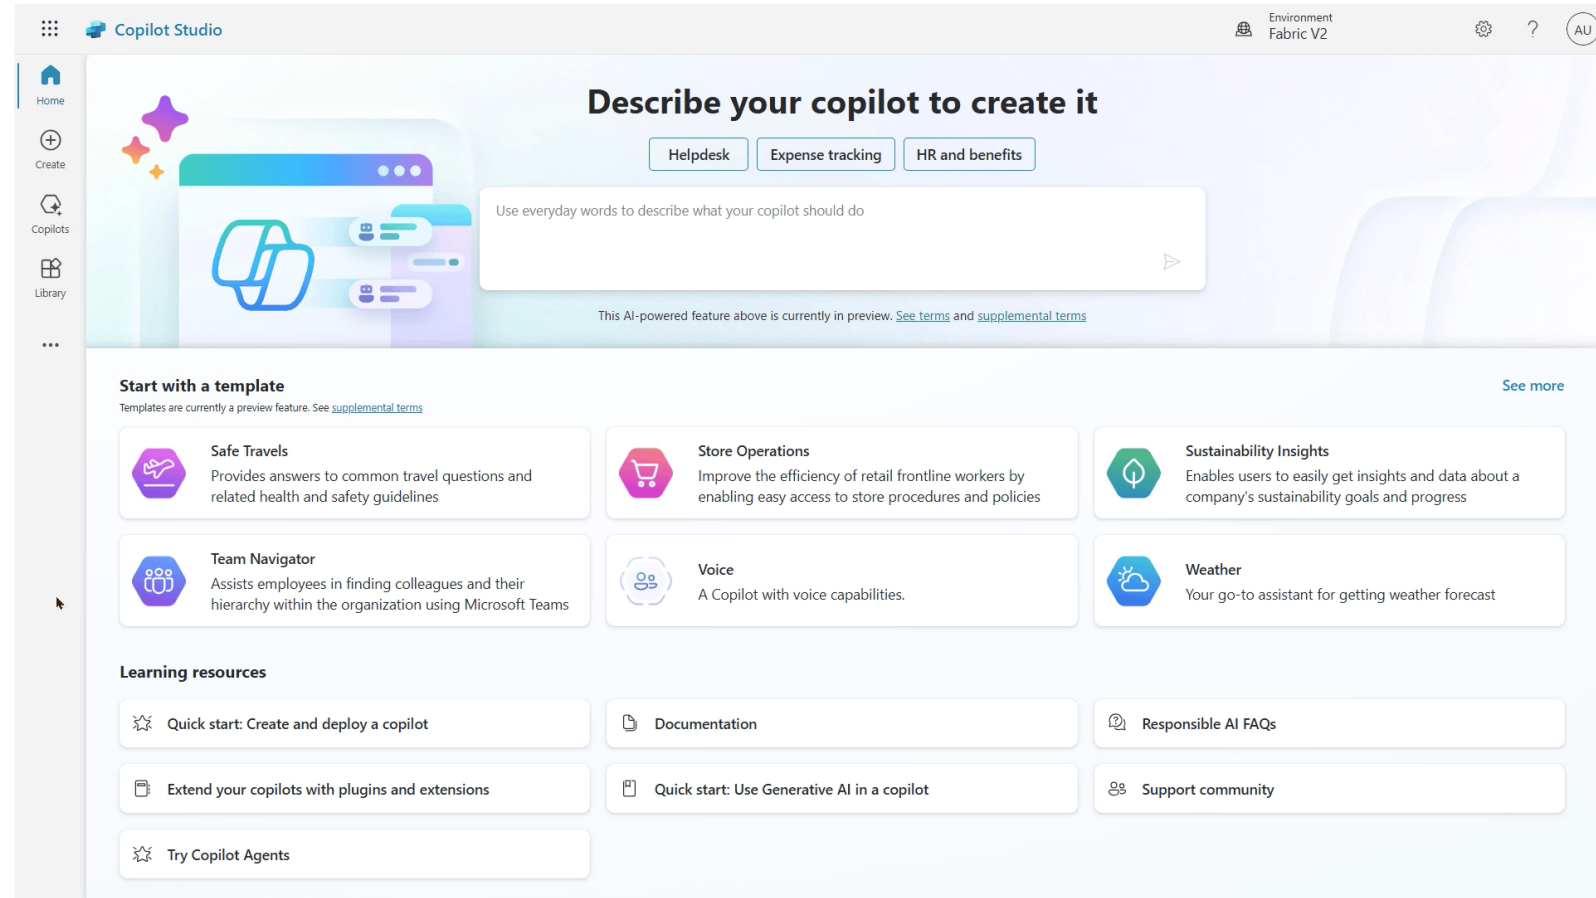 Copilot Studio
Environment
Fabric V2
AU
Home
Create
Copilots
Library
Describe your copilot to create it
Helpdesk
Expense tracking
HR and benefits
Use everyday words to describe what your copilot should do
This AI-powered feature above is currently in preview. See terms and supplemental terms
Start with a template
See more
Templates are currently a preview feature. See supplemental terms
Safe Travels
Provides answers to common travel questions and
related health and safety guidelines
Store Operations
Improve the efficiency of retail frontline workers by
enabling easy access to store procedures and policies
Sustainability Insights
Enables users to easily get insights and data about a
company's sustainability goals and progress
Team Navigator
Assists employees in finding colleagues and their
hierarchy within the organization using Microsoft Teams
Voice
A Copilot with voice capabilities.
Weather
Your go-to assistant for getting weather forecast
Learning resources
Quick start: Create and deploy a copilot
Documentation
Responsible AI FAQs
Extend your copilots with plugins and extensions
Quick start: Use Generative AI in a copilot
Support community
Try Copilot Agents